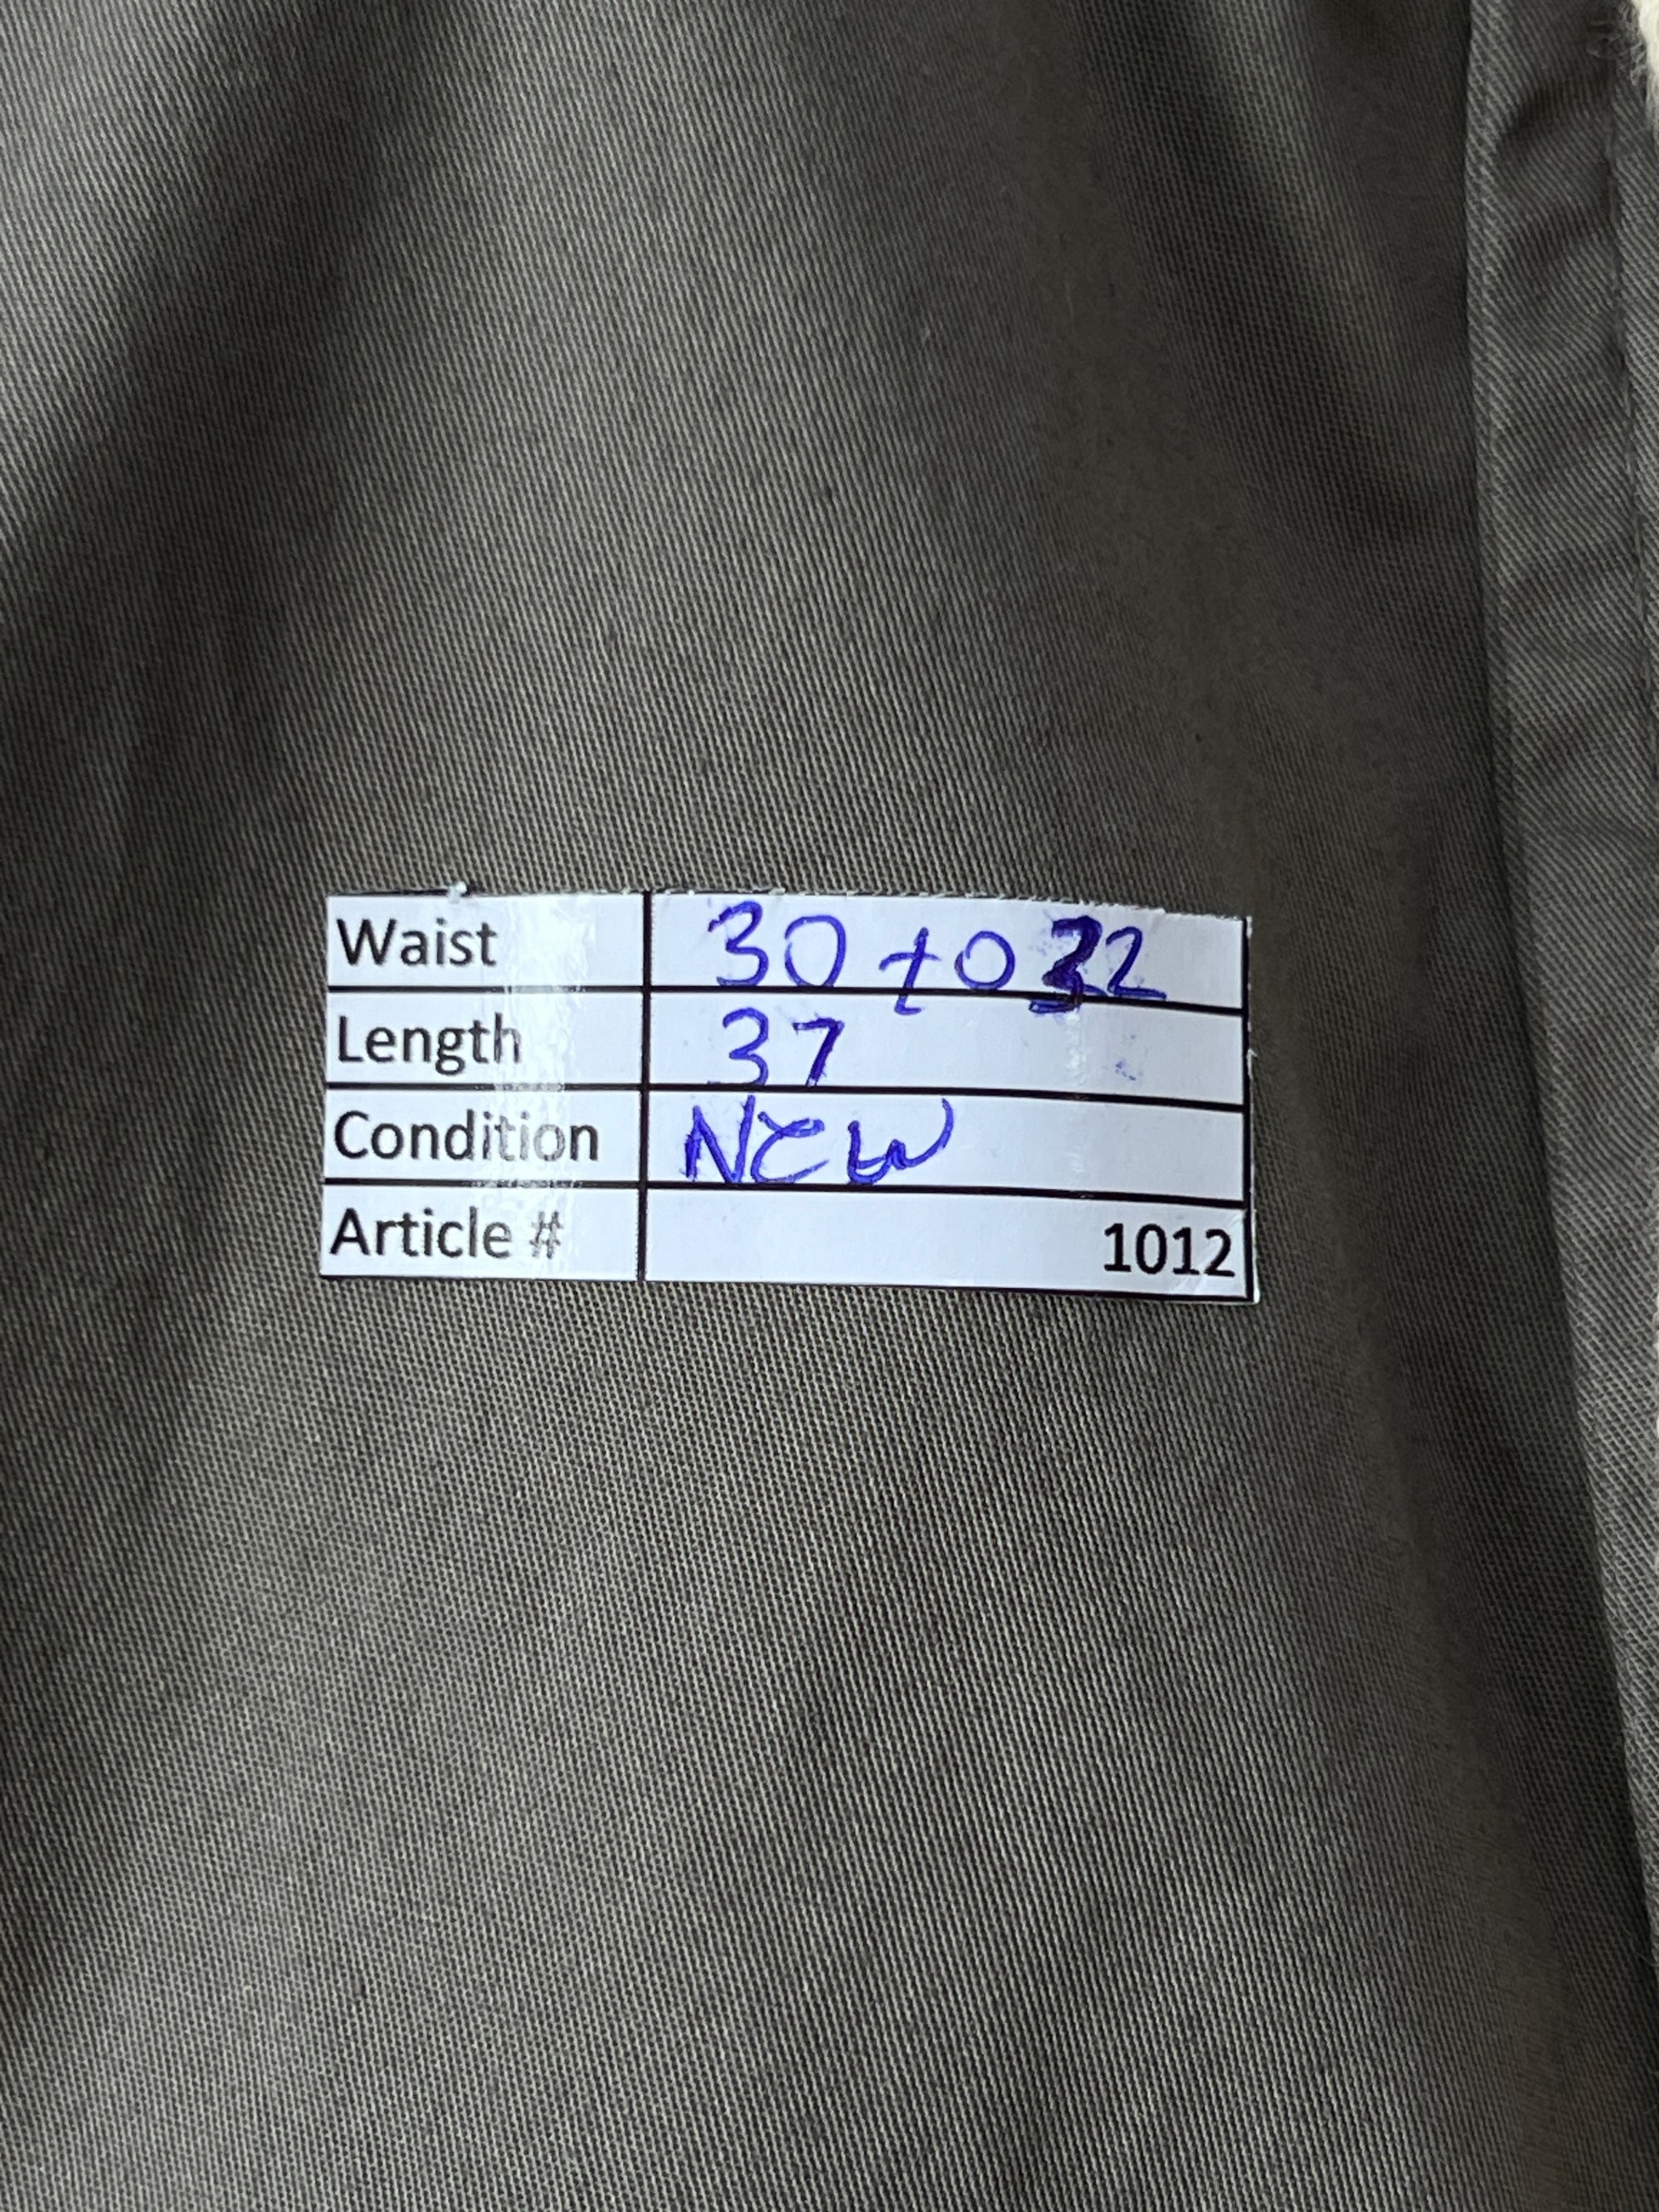 Waist 30 to 32
Length 37
Condition NEW
Article # 1012